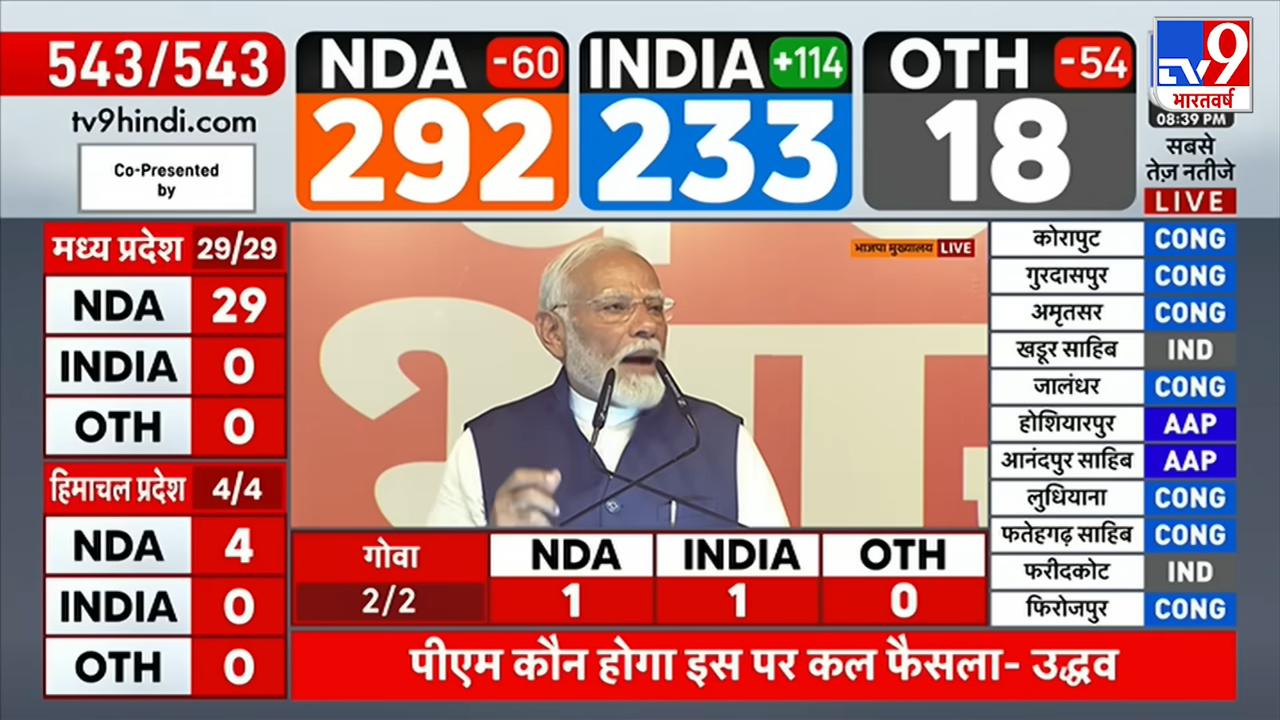 543/543
tv9hindi.com
Co-Presented
by
NDA -60
292
INDIA +114
233
OTH -54
18
TV9
भारतवर्ष
08:39 PM
सबसे
तेज़ नतीजे
LIVE
मध्य प्रदेश 29/29
NDA 29
INDIA 0
OTH 0
हिमाचल प्रदेश 4/4
NDA 4
INDIA 0
OTH 0
भाजपा मुख्यालय LIVE
गोवा NDA INDIA OTH
2/2 1 1 0
कोरापुट CONG
गुरदासपुर CONG
अमृतसर CONG
खडूर साहिब IND
जालंधर CONG
होशियारपुर AAP
आनंदपुर साहिब AAP
लुधियाना CONG
फतेहगढ़ साहिब CONG
फरीदकोट IND
फिरोजपुर CONG
पीएम कौन होगा इस पर कल फैसला- उद्धव